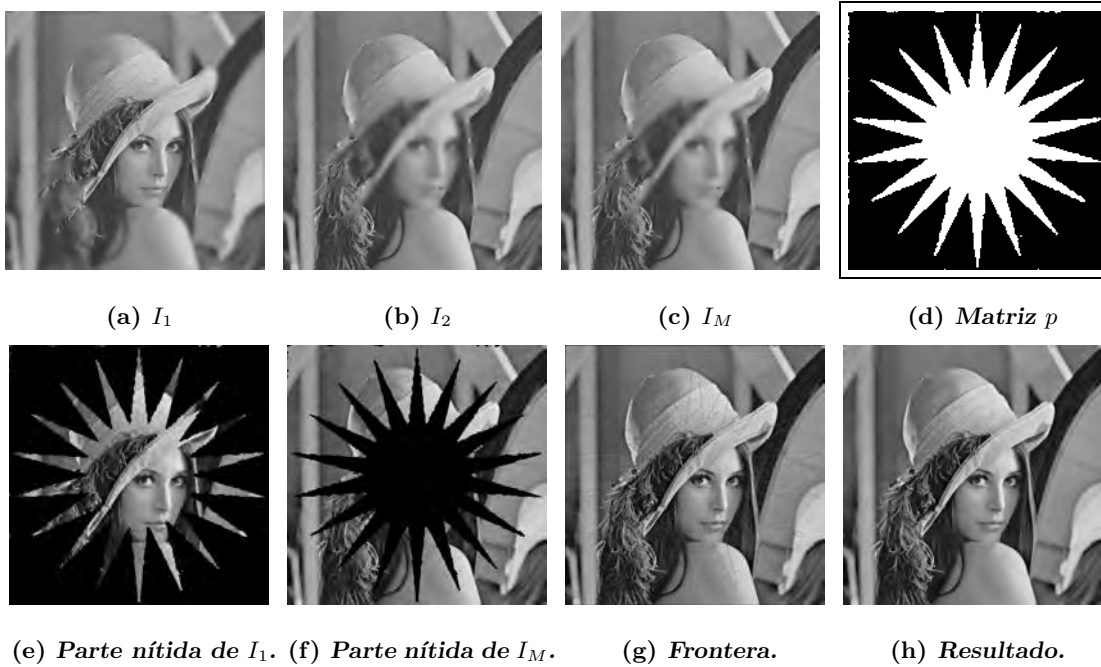 (a) I₁
(b) I₂
(c) I_M
(d) Matriz p
(e) Parte nítida de I₁.
(f) Parte nítida de I_M.
(g) Frontera.
(h) Resultado.